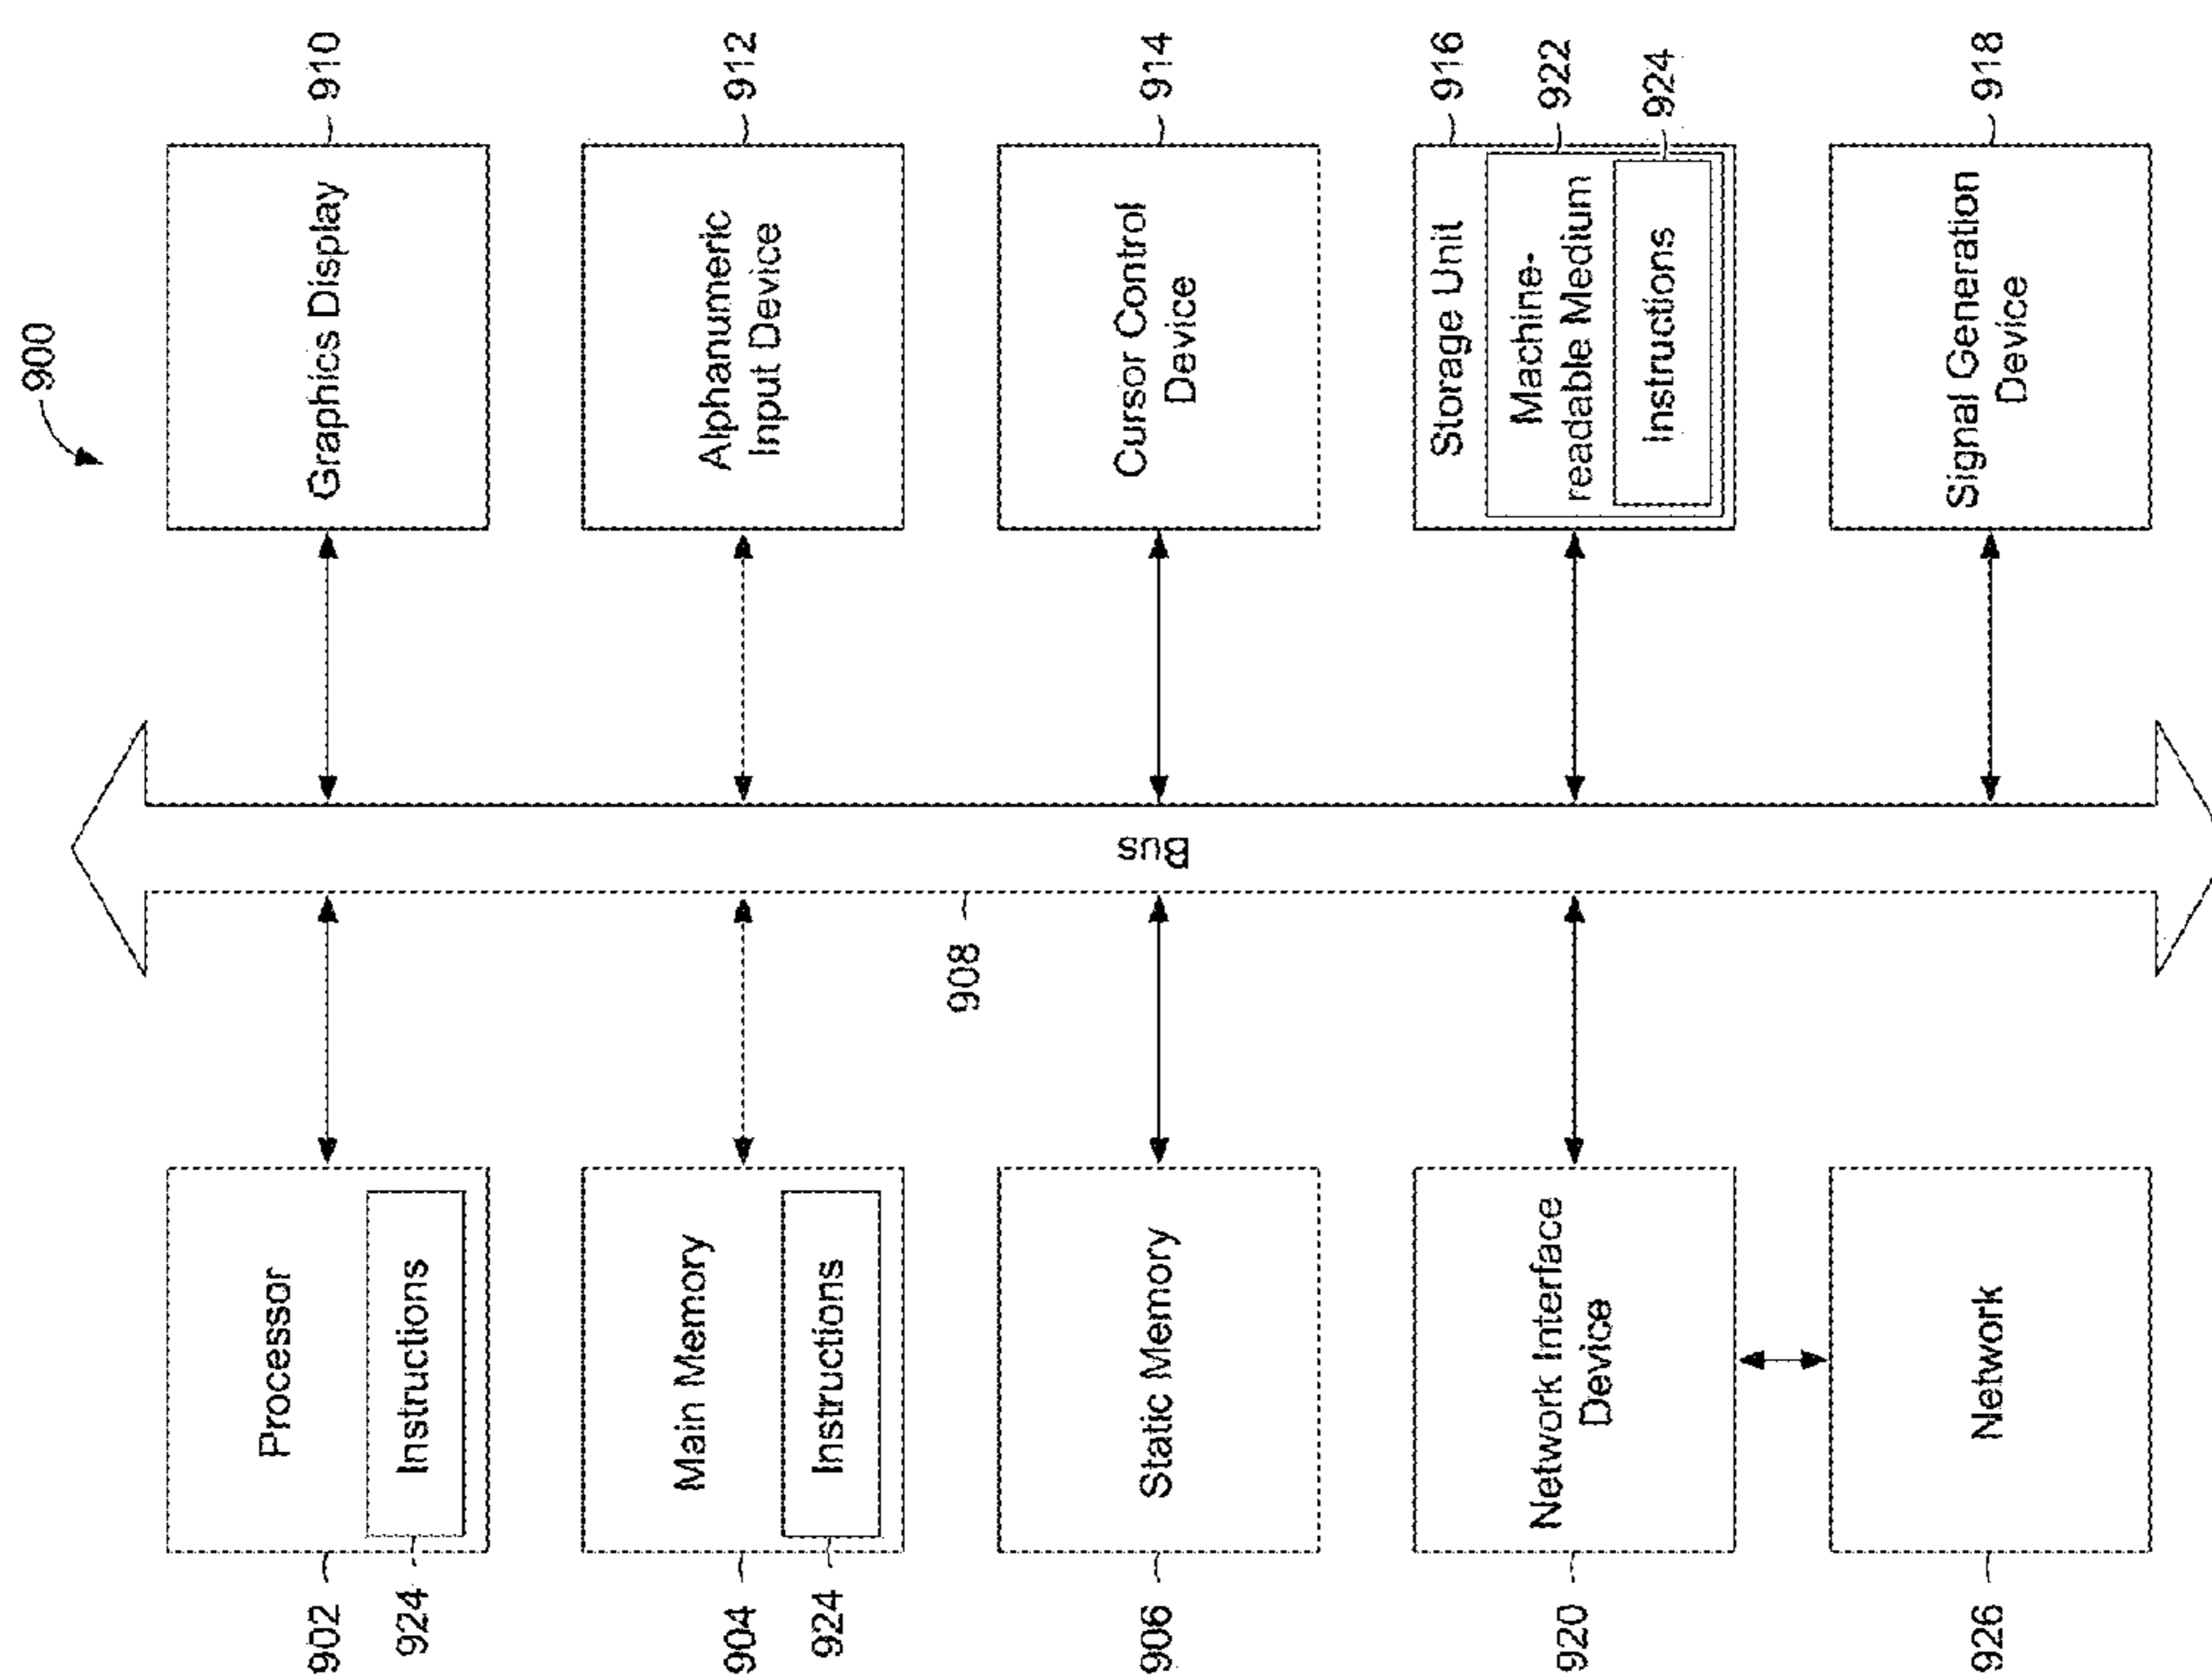 900
Processor
Instructions
902
924
Graphics Display
910
Main Memory
Instructions
904
924
Alphanumeric
Input Device
912
908
Bus
Static Memory
906
Cursor Control
Device
914
Network Interface
Device
920
Storage Unit
Machine-
readable Medium
Instructions
916
922
924
Network
926
Signal Generation
Device
918